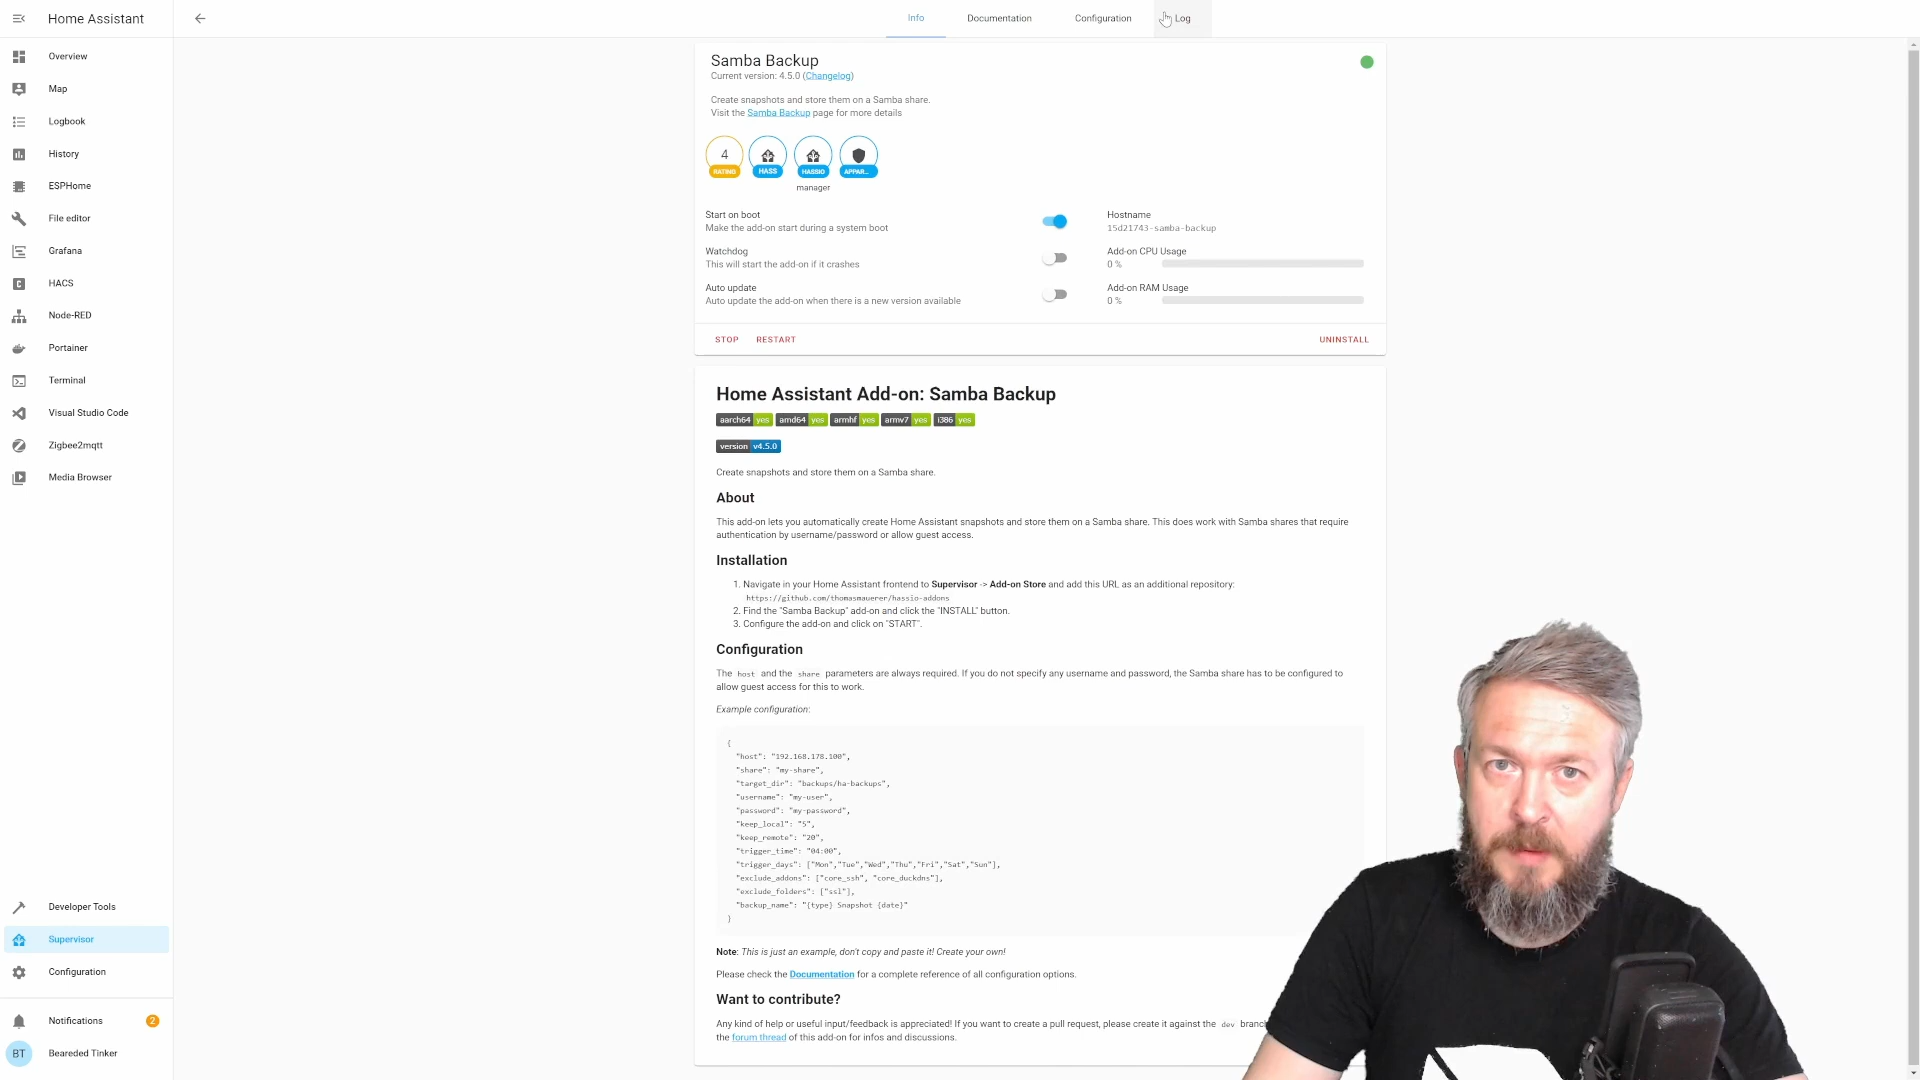 Home Assistant
Info
Documentation
Configuration
Log
Overview
Map
Logbook
History
ESPHome
File editor
Grafana
HACS
Node-RED
Portainer
Terminal
Visual Studio Code
Zigbee2mqtt
Media Browser
Developer Tools
Supervisor
Configuration
Notifications
2
BT
Beareded Tinker
Samba Backup
Current version: 4.5.0 (Changelog)
Create snapshots and store them on a Samba share.
Visit the Samba Backup page for more details
4
RATING
HASS
HASSIO
APPAR...
manager
Start on boot
Make the add-on start during a system boot
Watchdog
This will start the add-on if it crashes
Auto update
Auto update the add-on when there is a new version available
Hostname
15d21743-samba-backup
Add-on CPU Usage
0 %
Add-on RAM Usage
0 %
STOP
RESTART
UNINSTALL
Home Assistant Add-on: Samba Backup
aarch64 yes amd64 yes armhf yes armv7 yes i386 yes
version v4.5.0
Create snapshots and store them on a Samba share.
About
This add-on lets you automatically create Home Assistant snapshots and store them on a Samba share. This does work with Samba shares that require
authentication by username/password or allow guest access.
Installation
1. Navigate in your Home Assistant frontend to Supervisor -> Add-on Store and add this URL as an additional repository:
https://github.com/thomasmauerer/hassio-addons
2. Find the "Samba Backup" add-on and click the "INSTALL" button.
3. Configure the add-on and click on "START".
Configuration
The host and the share parameters are always required. If you do not specify any username and password, the Samba share has to be configured to
allow guest access for this to work.
Example configuration:
{
"host": "192.168.178.100",
"share": "my-share",
"target_dir": "backups/ha-backups",
"username": "my-user",
"password": "my-password",
"keep_local": "5",
"keep_remote": "20",
"trigger_time": "04:00",
"trigger_days": ["Mon","Tue","Wed","Thu","Fri","Sat","Sun"],
"exclude_addons": ["core_ssh", "core_duckdns"],
"exclude_folders": ["ssl"],
"backup_name": "{type} Snapshot {date}"
}
Note: This is just an example, don't copy and paste it! Create your own!
Please check the Documentation for a complete reference of all configuration options.
Want to contribute?
Any kind of help or useful input/feedback is appreciated! If you want to create a pull request, please create it against the dev branch
the forum thread of this add-on for infos and discussions.